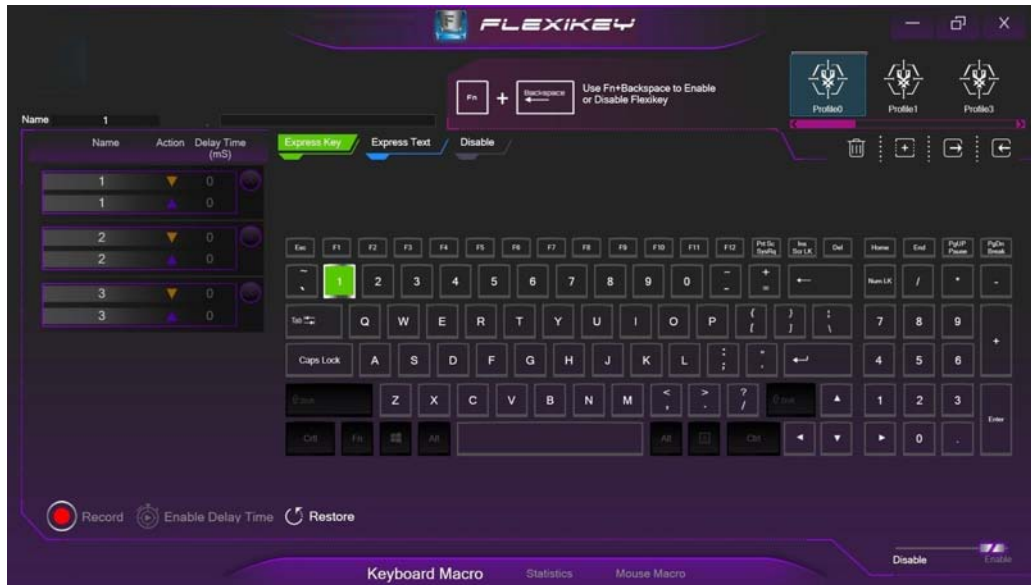 FLEXIKEY
Fn + Backspace Use Fn+Backspace to Enable
or Disable Flexikey
Profile0 Profile1 Profile3
Name 1
Name Action Delay Time
(mS)
Express Key Express Text Disable
1 0
1 0
2 0
2 0
3 0
3 0
Esc F1 F2 F3 F4 F5 F6 F7 F8 F9 F10 F11 F12 Prt Sc SysRq Ins Scr LK Del Home End PgUP Pause PgDn Break
~ ` 1 2 3 4 5 6 7 8 9 0 - + = ← Num LK / * -
Tab Q W E R T Y U I O P { [ } ] \ 7 8 9 +
Caps Lock A S D F G H J K L : ; 4 5 6
Shift Z X C V B N M < , > . ? / Shift ▲ 1 2 3 Enter
Fn Alt Alt Ctrl ◄ ▼ ► 0 .
Record Enable Delay Time Restore
Disable Enable
Keyboard Macro Statistics Mouse Macro